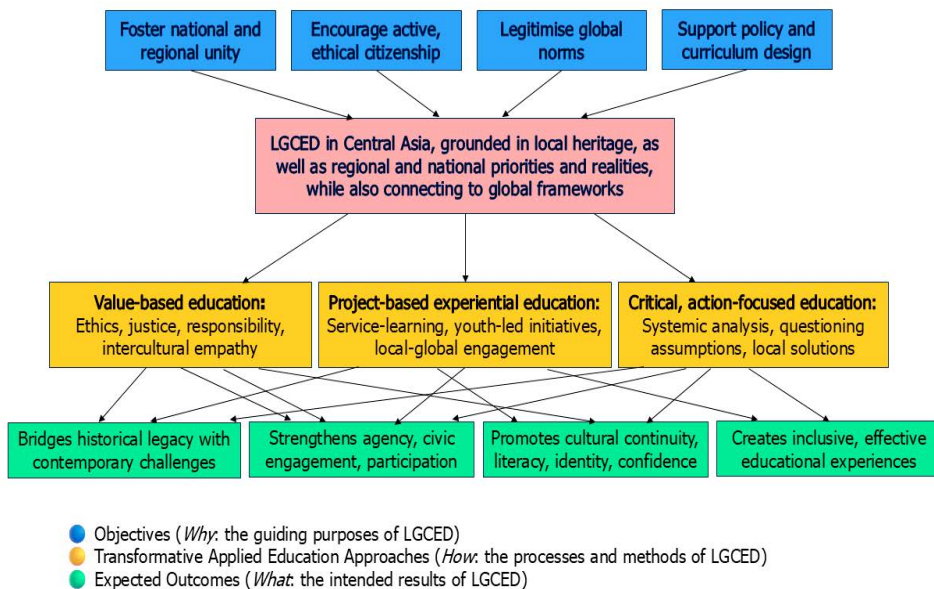 Foster national and
regional unity
Encourage active,
ethical citizenship
Legitimise global
norms
Support policy and
curriculum design
LGCED in Central Asia, grounded in local heritage, as
well as regional and national priorities and realities,
while also connecting to global frameworks
Value-based education:
Ethics, justice, responsibility,
intercultural empathy
Project-based experiential education:
Service-learning, youth-led initiatives,
local-global engagement
Critical, action-focused education:
Systemic analysis, questioning
assumptions, local solutions
Bridges historical legacy with
contemporary challenges
Strengthens agency, civic
engagement, participation
Promotes cultural continuity,
literacy, identity, confidence
Creates inclusive, effective
educational experiences
Objectives (Why: the guiding purposes of LGCED)
Transformative Applied Education Approaches (How: the processes and methods of LGCED)
Expected Outcomes (What: the intended results of LGCED)